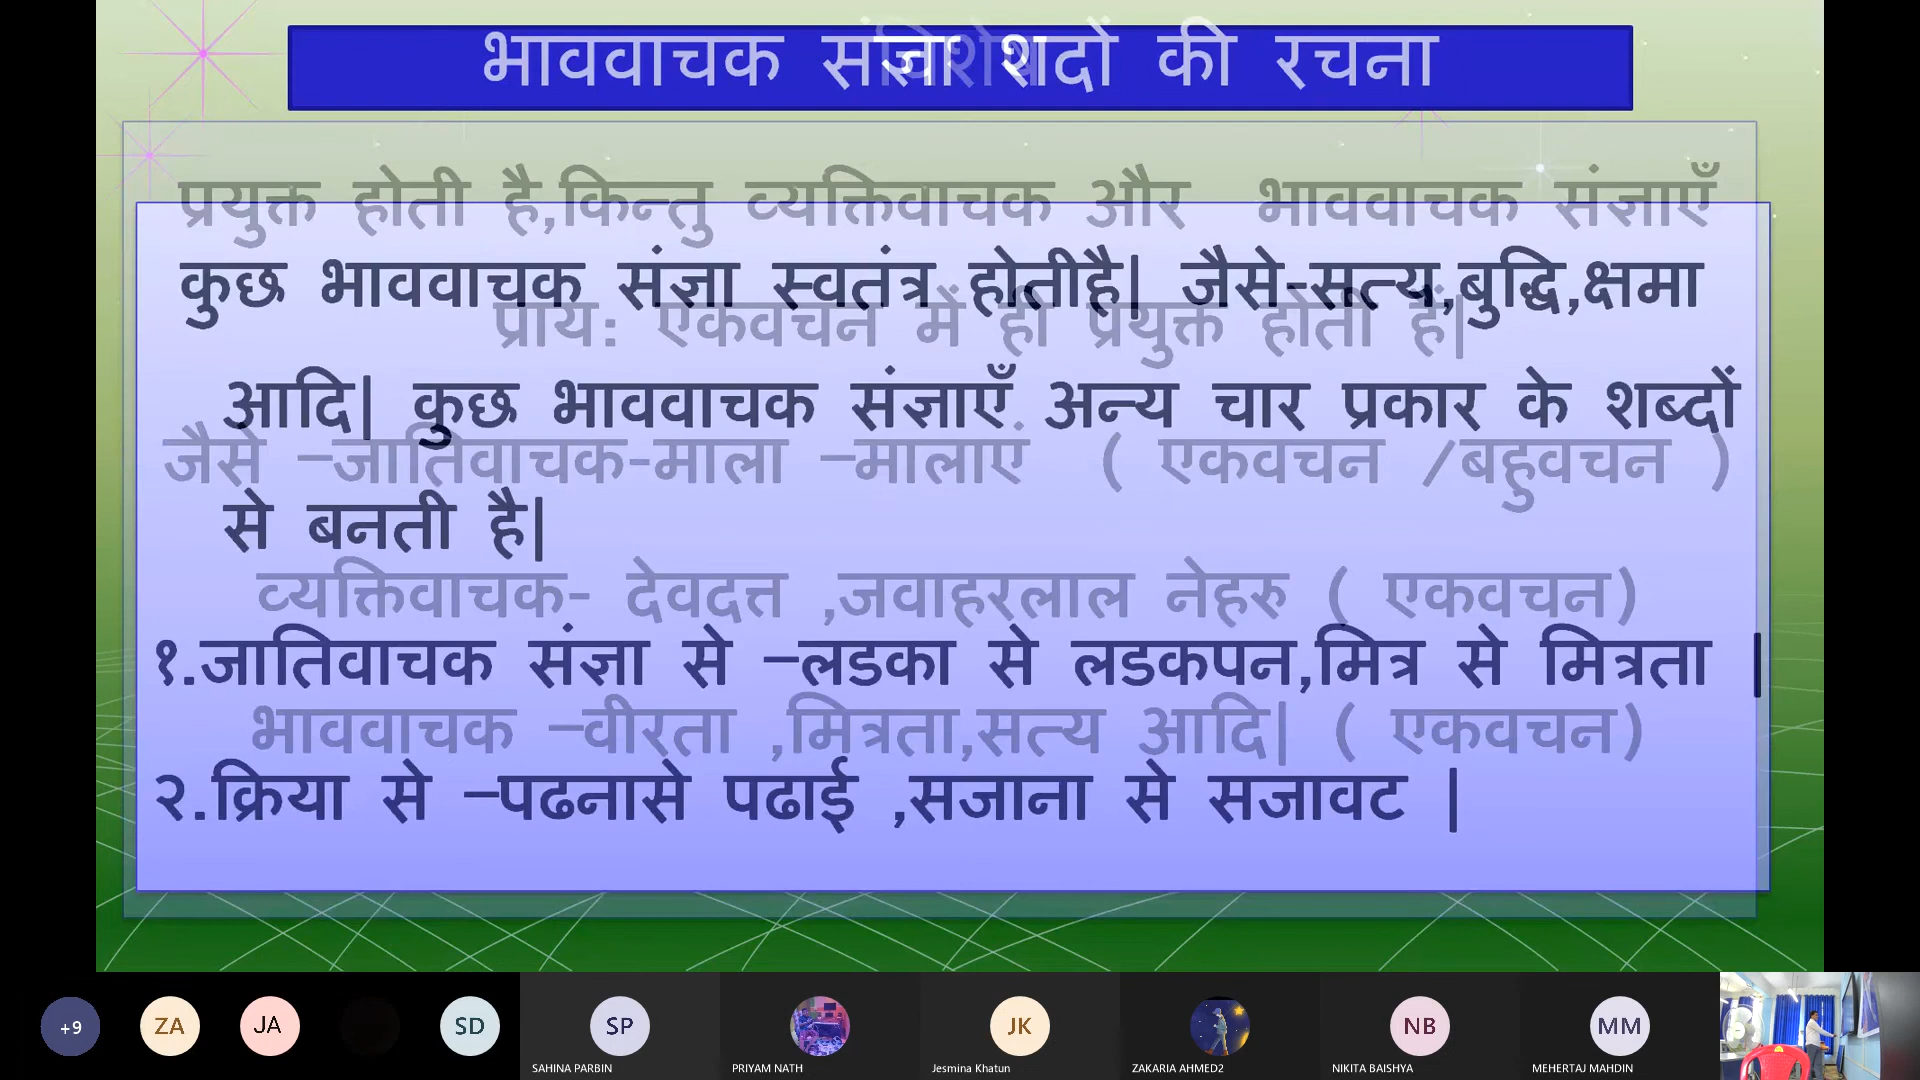 भाववाचक संज्ञा शदों की रचना
विशेष
प्रयुक्त होती है,किन्तु व्यक्तिवाचक और भाववाचक संज्ञाएँ
कुछ भाववाचक संज्ञा स्वतंत्र होतीहै| जैसे-सत्य,बुद्धि,क्षमा
प्राय: एकवचन में ही प्रयुक्त होती हैं|
आदि| कुछ भाववाचक संज्ञाएँ अन्य चार प्रकार के शब्दों
जैसे –जातिवाचक-माला –मालाएं ( एकवचन /बहुवचन )
से बनती है|
व्यक्तिवाचक- देवदत्त ,जवाहरलाल नेहरु ( एकवचन)
१.जातिवाचक संज्ञा से –लडका से लडकपन,मित्र से मित्रता |
भाववाचक –वीरता ,मित्रता,सत्य आदि| ( एकवचन)
२.क्रिया से –पढनासे पढाई ,सजाना से सजावट |
+9 ZA JA SD SP JK NB MM
SAHINA PARBIN PRIYAM NATH Jesmina Khatun ZAKARIA AHMED2 NIKITA BAISHYA MEHERTAJ MAHDIN